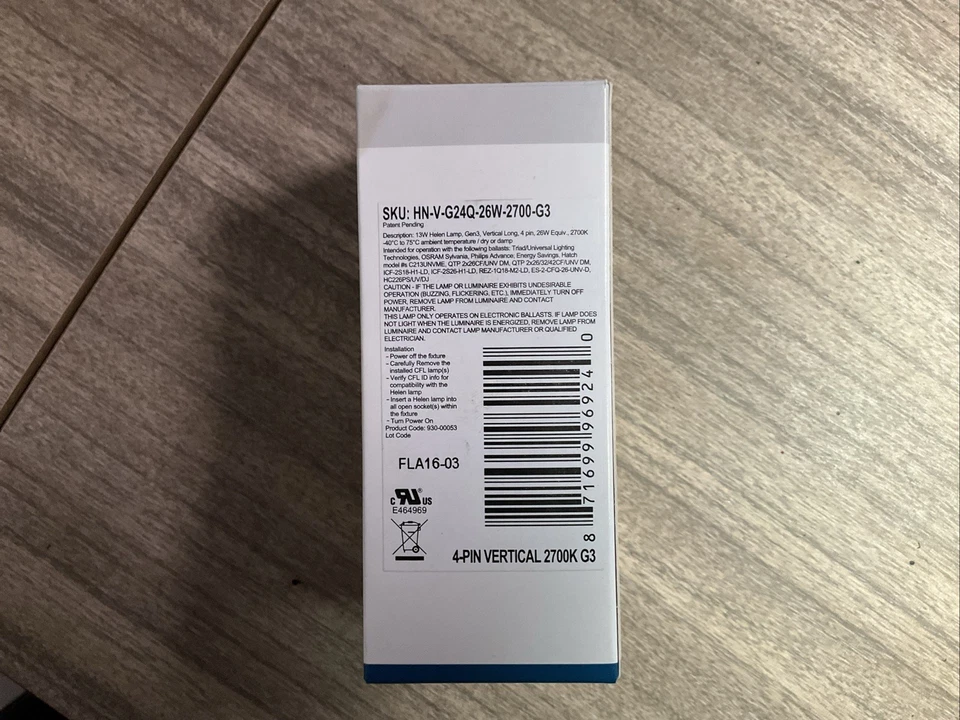 SKU: HN-V-G24Q-26W-2700-G3
Patent Pending
Description: 13W Helen Lamp, Gen3, Vertical Long, 4 pin, 26W Equiv., 2700K
-40°C to 75°C ambient temperature / dry or damp
Intended for operation with the following ballasts: Triad/Universal Lighting
Technologies, OSRAM Sylvania, Philips Advance; Energy Savings, Hatch
model #s C213UNVME, QTP 2x26CF/UNV DM, QTP 2x26/32/42CF/UNV DM,
ICF-2S18-H1-LD, ICF-2S26-H1-LD, REZ-1Q18-M2-LD, ES-2-CFQ-26-UNV-D,
HC226PS/UV/DJ
CAUTION - IF THE LAMP OR LUMINAIRE EXHIBITS UNDESIRABLE
OPERATION (BUZZING, FLICKERING, ETC.), IMMEDIATELY TURN OFF
POWER, REMOVE LAMP FROM LUMINAIRE AND CONTACT
MANUFACTURER.
THIS LAMP ONLY OPERATES ON ELECTRONIC BALLASTS. IF LAMP DOES
NOT LIGHT WHEN THE LUMINAIRE IS ENERGIZED, REMOVE LAMP FROM
LUMINAIRE AND CONTACT LAMP MANUFACTURER OR QUALIFIED
ELECTRICIAN.
Installation
- Power off the fixture
- Carefully Remove the
installed CFL lamp(s)
- Verify CFL ID info for
compatibility with the
Helen lamp
- Insert a Helen lamp into
all open socket(s) within
the fixture
- Turn Power On
Product Code: 930-00053
Lot Code
FLA16-03
C RU® US
E464969
8 71699 96924 0
4-PIN VERTICAL 2700K G3